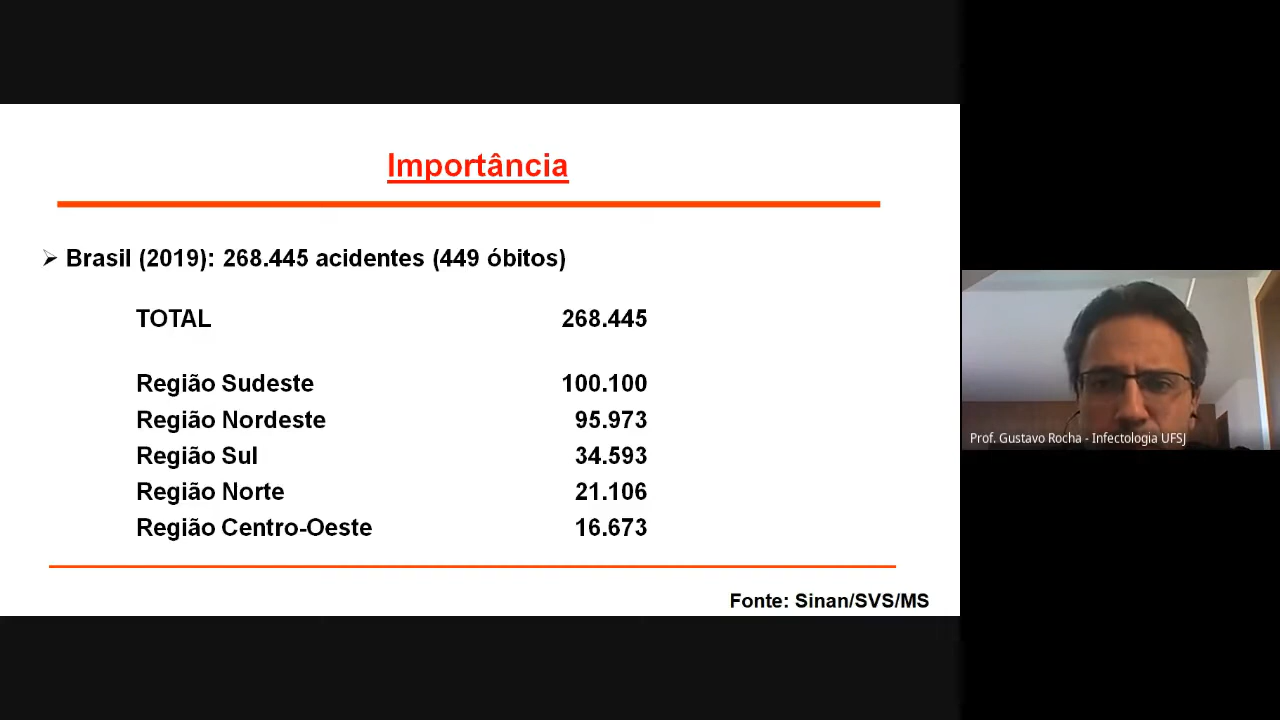 Importância
➢ Brasil (2019): 268.445 acidentes (449 óbitos)
TOTAL 268.445
Região Sudeste 100.100
Região Nordeste 95.973
Região Sul 34.593
Região Norte 21.106
Região Centro-Oeste 16.673
Fonte: Sinan/SVS/MS
Prof. Gustavo Rocha - Infectologia UFSJ